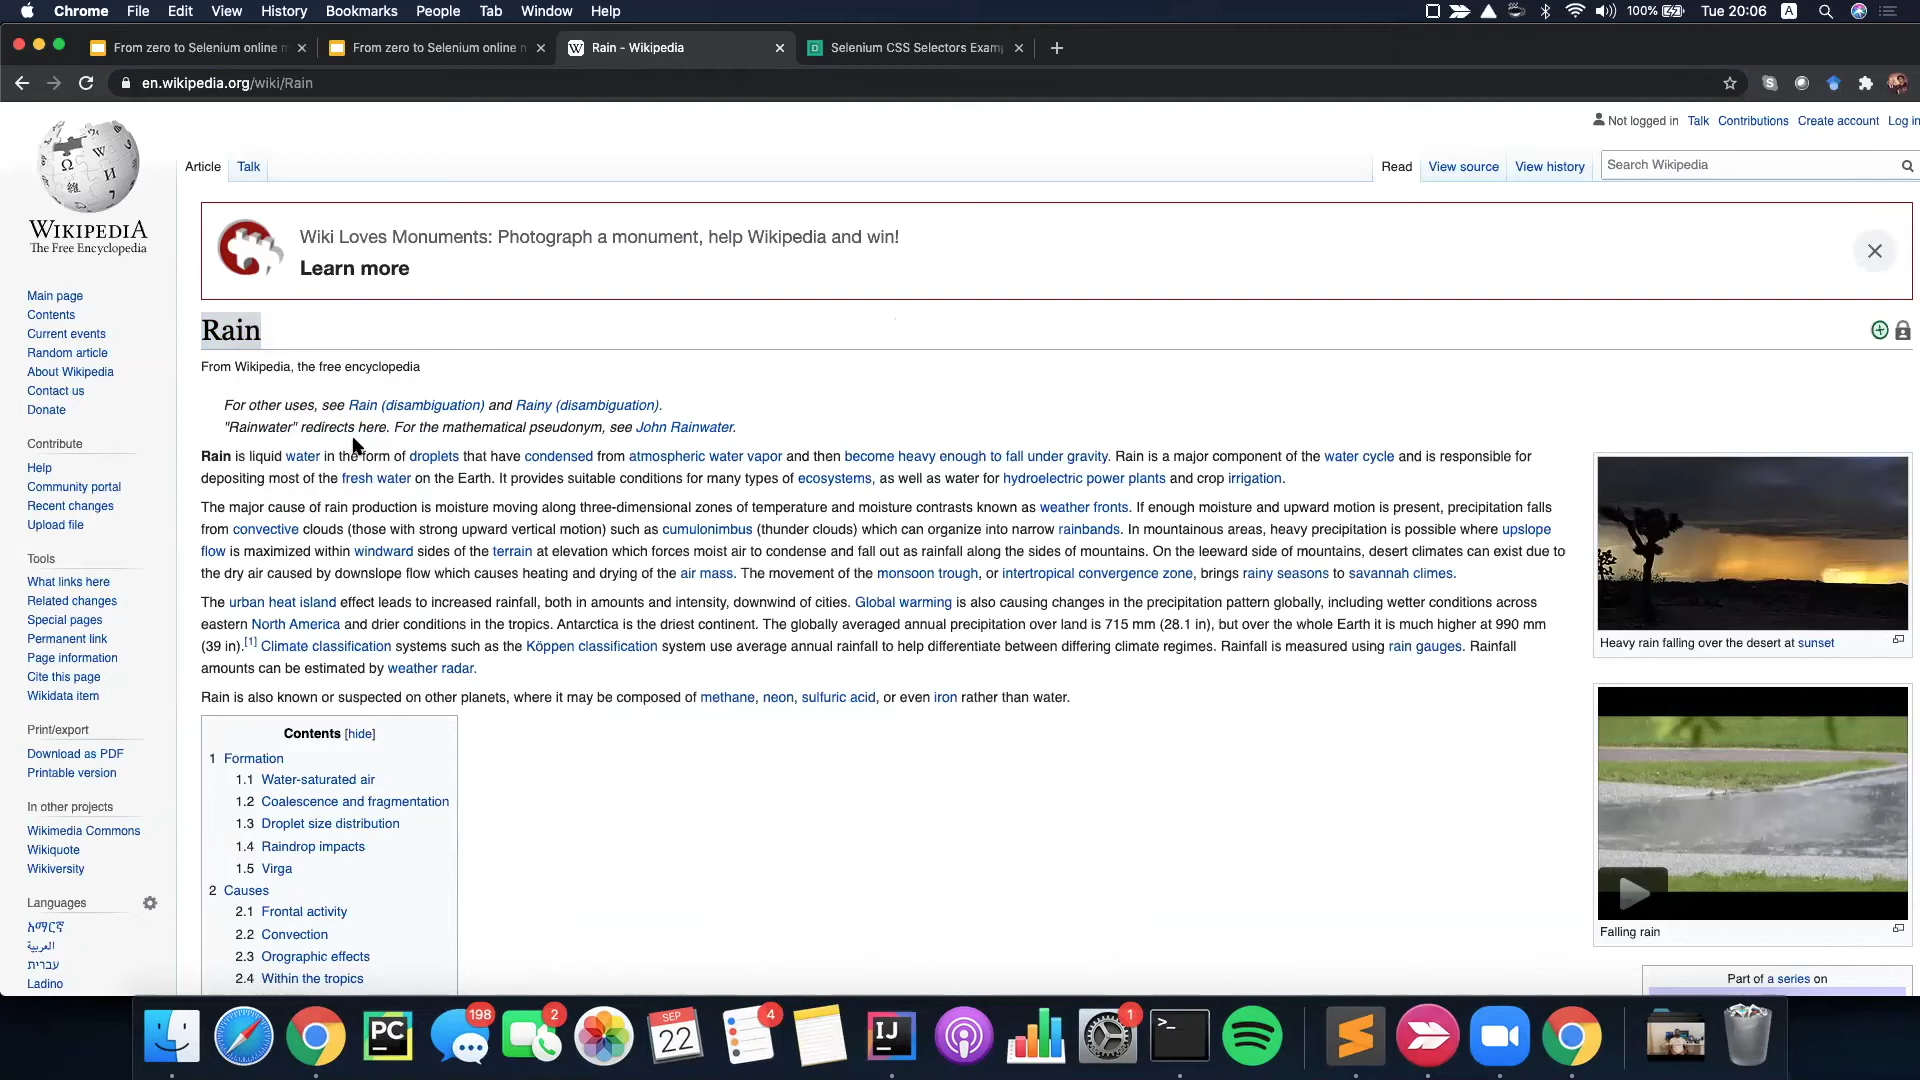 Chrome File Edit View History Bookmarks People Tab Window Help 100% Tue 20:06 A
From zero to Selenium online m
From zero to Selenium online m
Rain - Wikipedia
Selenium CSS Selectors Examp
en.wikipedia.org/wiki/Rain
Not logged in Talk Contributions Create account Log in
Article Talk Read View source View history Search Wikipedia
WIKIPEDIA
The Free Encyclopedia
Main page
Contents
Current events
Random article
About Wikipedia
Contact us
Donate
Contribute
Help
Community portal
Recent changes
Upload file
Tools
What links here
Related changes
Special pages
Permanent link
Page information
Cite this page
Wikidata item
Print/export
Download as PDF
Printable version
In other projects
Wikimedia Commons
Wikiquote
Wikiversity
Languages
አማርኛ
العربية
עברית
Ladino
Wiki Loves Monuments: Photograph a monument, help Wikipedia and win!
Learn more
Rain
From Wikipedia, the free encyclopedia
For other uses, see Rain (disambiguation) and Rainy (disambiguation).
"Rainwater" redirects here. For the mathematical pseudonym, see John Rainwater.
Rain is liquid water in the form of droplets that have condensed from atmospheric water vapor and then become heavy enough to fall under gravity. Rain is a major component of the water cycle and is responsible for
depositing most of the fresh water on the Earth. It provides suitable conditions for many types of ecosystems, as well as water for hydroelectric power plants and crop irrigation.
The major cause of rain production is moisture moving along three-dimensional zones of temperature and moisture contrasts known as weather fronts. If enough moisture and upward motion is present, precipitation falls
from convective clouds (those with strong upward vertical motion) such as cumulonimbus (thunder clouds) which can organize into narrow rainbands. In mountainous areas, heavy precipitation is possible where upslope
flow is maximized within windward sides of the terrain at elevation which forces moist air to condense and fall out as rainfall along the sides of mountains. On the leeward side of mountains, desert climates can exist due to
the dry air caused by downslope flow which causes heating and drying of the air mass. The movement of the monsoon trough, or intertropical convergence zone, brings rainy seasons to savannah climes.
The urban heat island effect leads to increased rainfall, both in amounts and intensity, downwind of cities. Global warming is also causing changes in the precipitation pattern globally, including wetter conditions across
eastern North America and drier conditions in the tropics. Antarctica is the driest continent. The globally averaged annual precipitation over land is 715 mm (28.1 in), but over the whole Earth it is much higher at 990 mm
(39 in).[1] Climate classification systems such as the Köppen classification system use average annual rainfall to help differentiate between differing climate regimes. Rainfall is measured using rain gauges. Rainfall
amounts can be estimated by weather radar.
Rain is also known or suspected on other planets, where it may be composed of methane, neon, sulfuric acid, or even iron rather than water.
Contents [hide]
1 Formation
1.1 Water-saturated air
1.2 Coalescence and fragmentation
1.3 Droplet size distribution
1.4 Raindrop impacts
1.5 Virga
2 Causes
2.1 Frontal activity
2.2 Convection
2.3 Orographic effects
2.4 Within the tropics
Heavy rain falling over the desert at sunset
Falling rain
Part of a series on
PC
198
2
SEP
22
4
IJ
1
>_